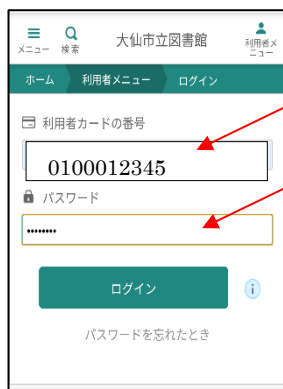 メニュー 検索 大仙市立図書館 利用者メニュー
ホーム 利用者メニュー ログイン
利用者カードの番号
0100012345
パスワード
••••••••
ログイン
パスワードを忘れたとき